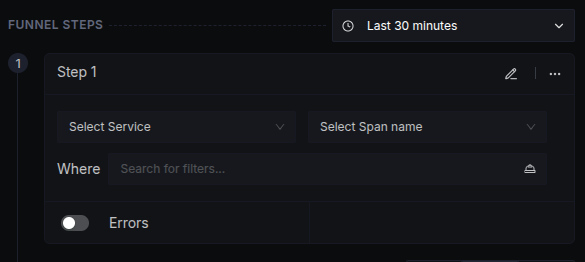 FUNNEL STEPS
Last 30 minutes
1
Step 1
Select Service
Select Span name
Where
Search for filters...
Errors